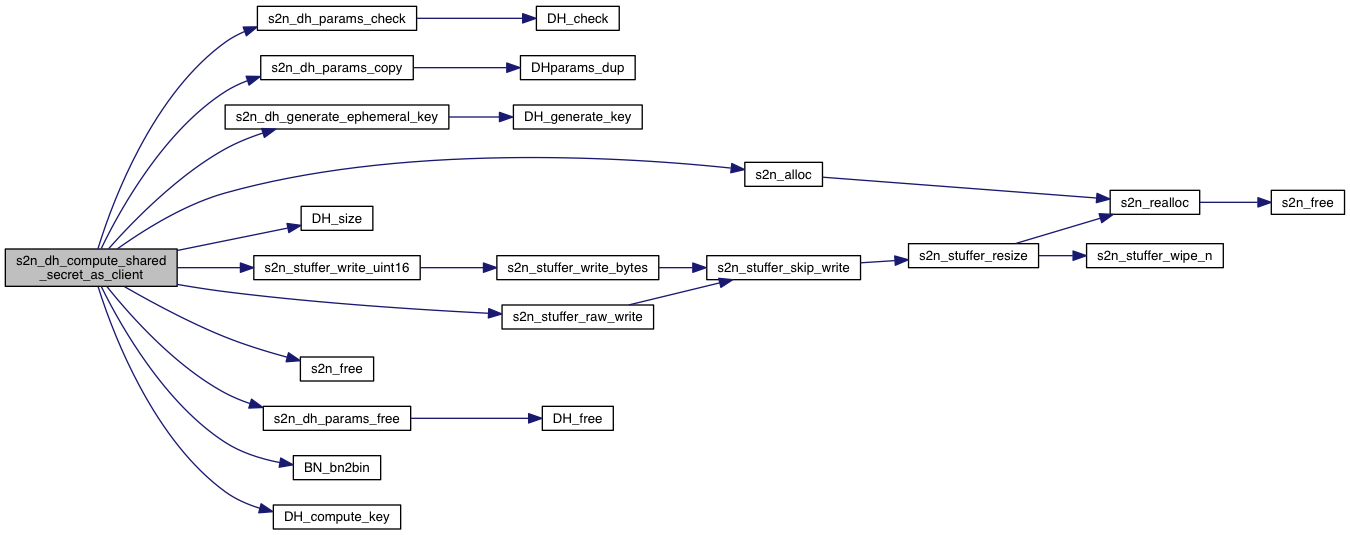 s2n_dh_params_check
DH_check
s2n_dh_params_copy
DHparams_dup
s2n_dh_generate_ephemeral_key
DH_generate_key
s2n_alloc
s2n_realloc
s2n_free
DH_size
s2n_dh_compute_shared
_secret_as_client
s2n_stuffer_write_uint16
s2n_stuffer_write_bytes
s2n_stuffer_skip_write
s2n_stuffer_resize
s2n_stuffer_wipe_n
s2n_stuffer_raw_write
s2n_free
s2n_dh_params_free
DH_free
BN_bn2bin
DH_compute_key